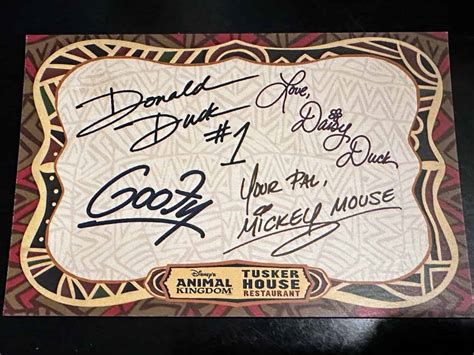 Donald
Duck
#1
Love,
Daisy
Duck
Goofy
YOUR PAL,
MICKEY MOUSE
DISNEY'S
ANIMAL
KINGDOM
TUSKER
HOUSE
RESTAURANT